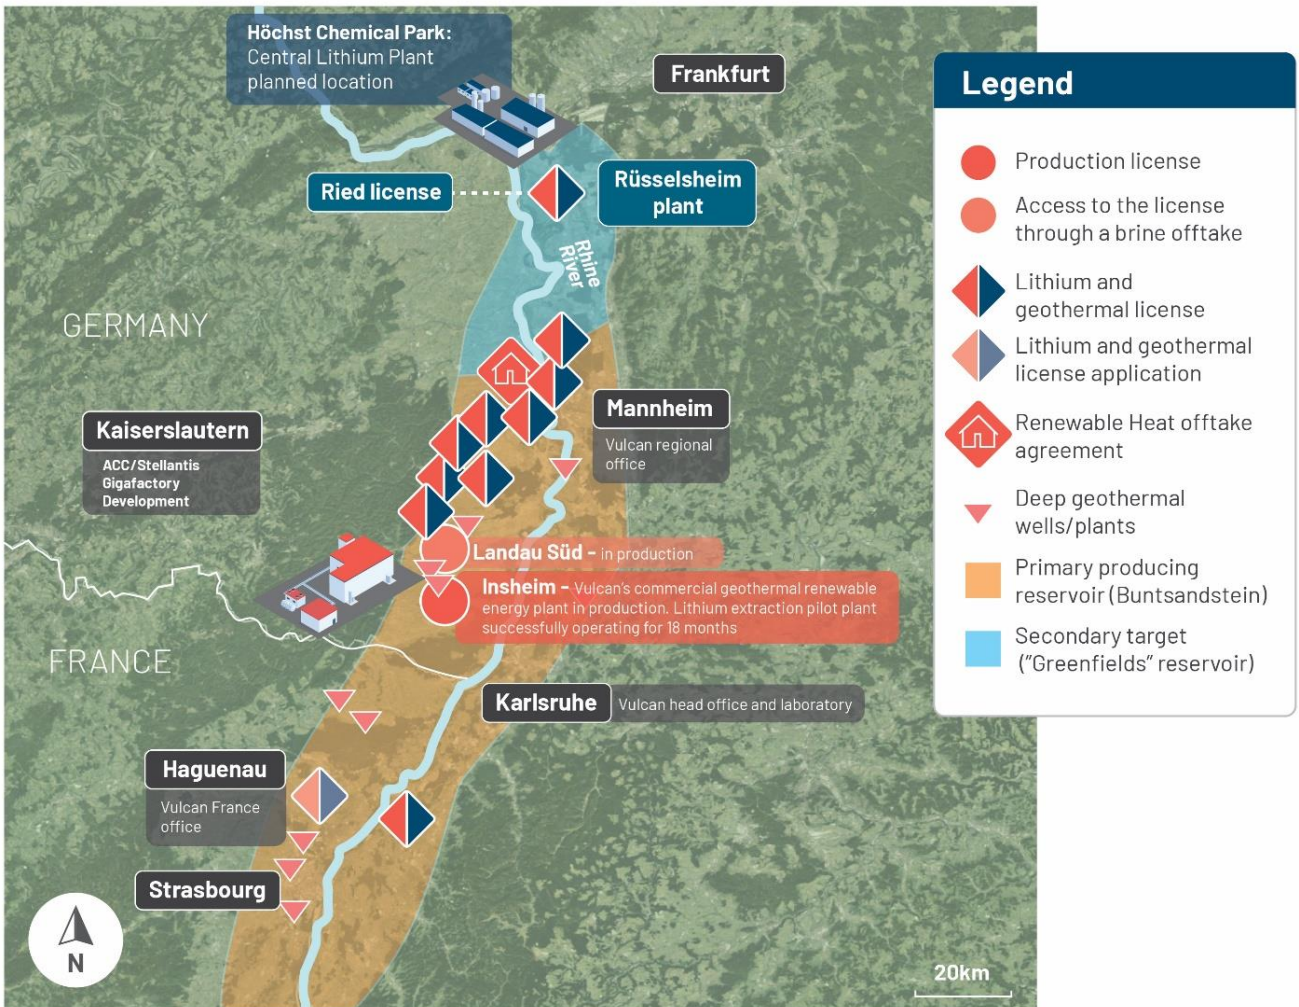 Höchst Chemical Park:
Central Lithium Plant
planned location
Frankfurt
Ried license
Rüsselsheim
plant
Rhine
River
GERMANY
Kaiserslautern
ACC/Stellantis
Gigafactory
Development
Mannheim
Vulcan regional
office
Landau Süd - in production
Insheim - Vulcan's commercial geothermal renewable
energy plant in production. Lithium extraction pilot plant
successfully operating for 18 months
FRANCE
Karlsruhe Vulcan head office and laboratory
Haguenau
Vulcan France
office
Strasbourg
N
20km
Legend
Production license
Access to the license
through a brine offtake
Lithium and
geothermal license
Lithium and geothermal
license application
Renewable Heat offtake
agreement
Deep geothermal
wells/plants
Primary producing
reservoir (Buntsandstein)
Secondary target
("Greenfields" reservoir)